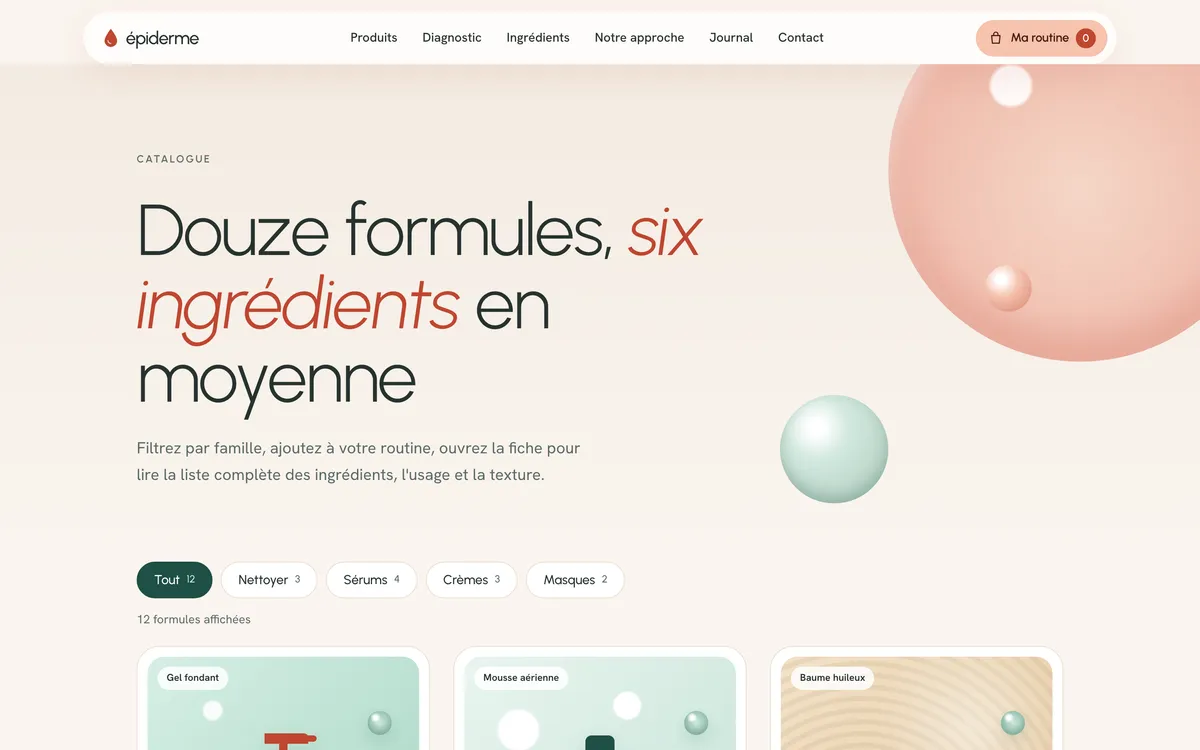 épiderme
Produits
Diagnostic
Ingrédients
Notre approche
Journal
Contact
Ma routine 0
CATALOGUE
Douze formules, six
ingrédients en
moyenne
Filtrez par famille, ajoutez à votre routine, ouvrez la fiche pour
lire la liste complète des ingrédients, l'usage et la texture.
Tout 12
Nettoyer 3
Sérums 4
Crèmes 3
Masques 2
12 formules affichées
Gel fondant
Mousse aérienne
Baume huileux